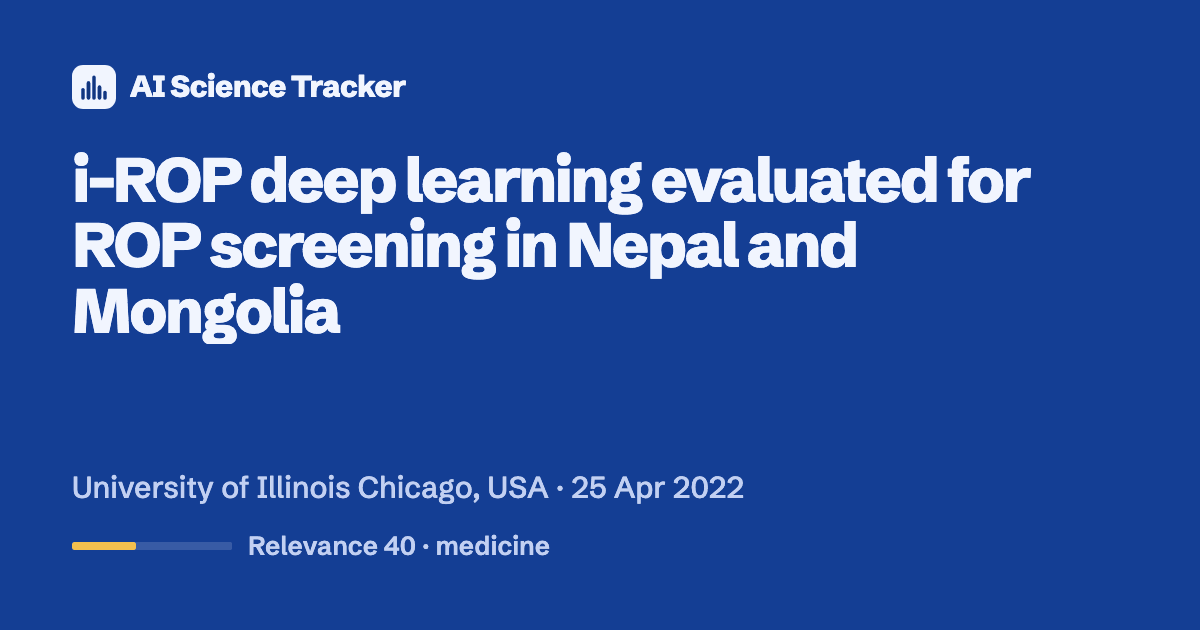 AI Science Tracker
i-ROP deep learning evaluated for
ROP screening in Nepal and
Mongolia
University of Illinois Chicago, USA · 25 Apr 2022
Relevance 40 · medicine